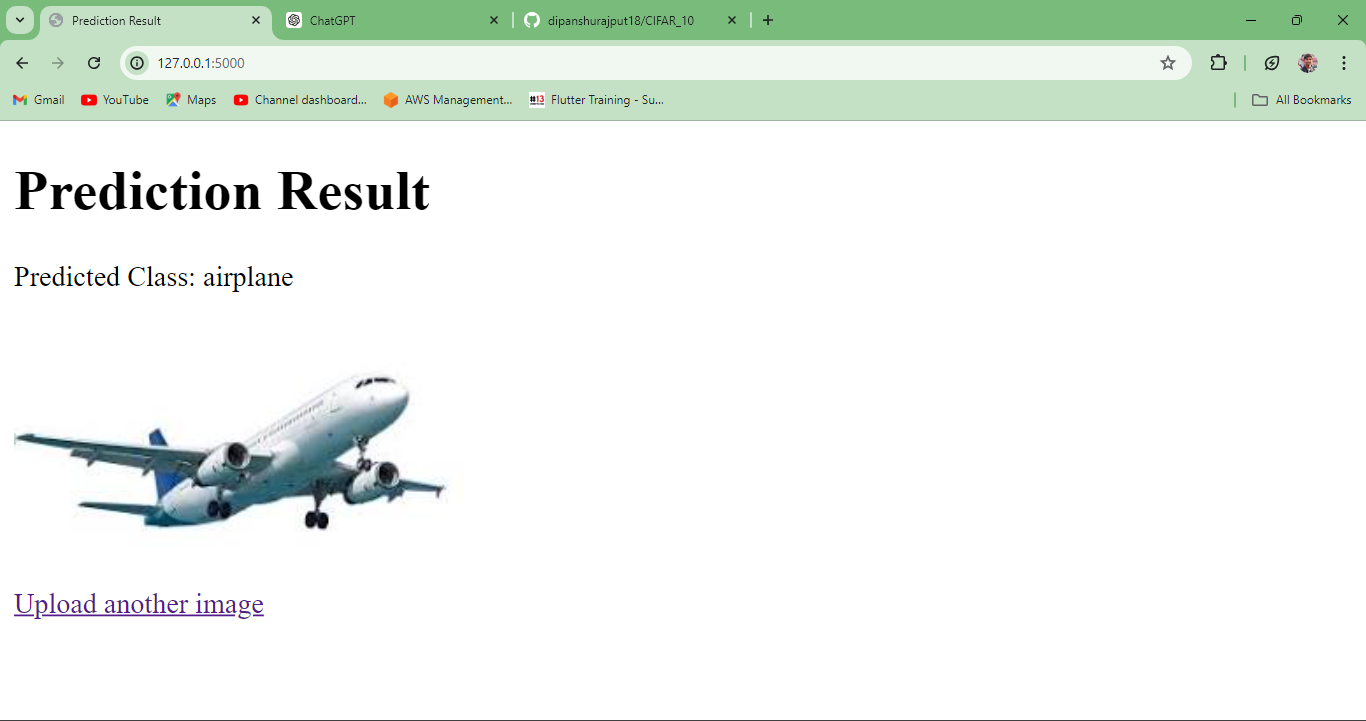 Prediction Result
ChatGPT
dipanshurajput18/CIFAR_10
127.0.0.1:5000
Gmail
YouTube
Maps
Channel dashboard...
AWS Management...
#13
Flutter Training - Su...
All Bookmarks
Prediction Result
Predicted Class: airplane
Upload another image